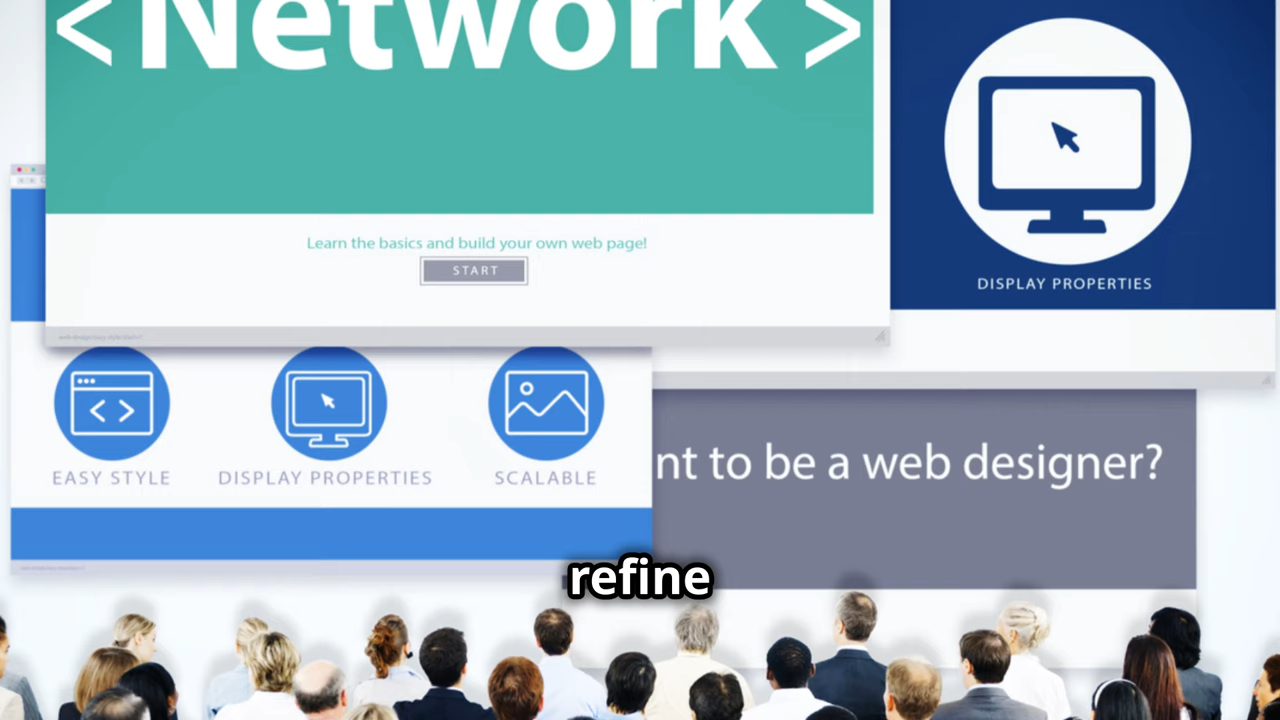 <Network>
DISPLAY PROPERTIES
Learn the basics and build your own web page!
START
EASY STYLE
DISPLAY PROPERTIES
SCALABLE
nt to be a web designer?
refine